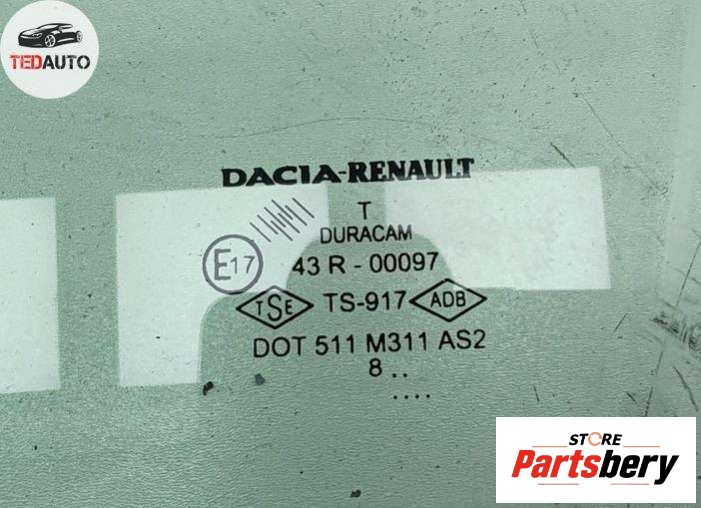 TEDAUTO
DACIA-RENAULT
T
DURACAM
E17 43 R - 00097
TSE TS-917 ADB
DOT 511 M311 AS2
8 ..
....
STORE
Partsbery